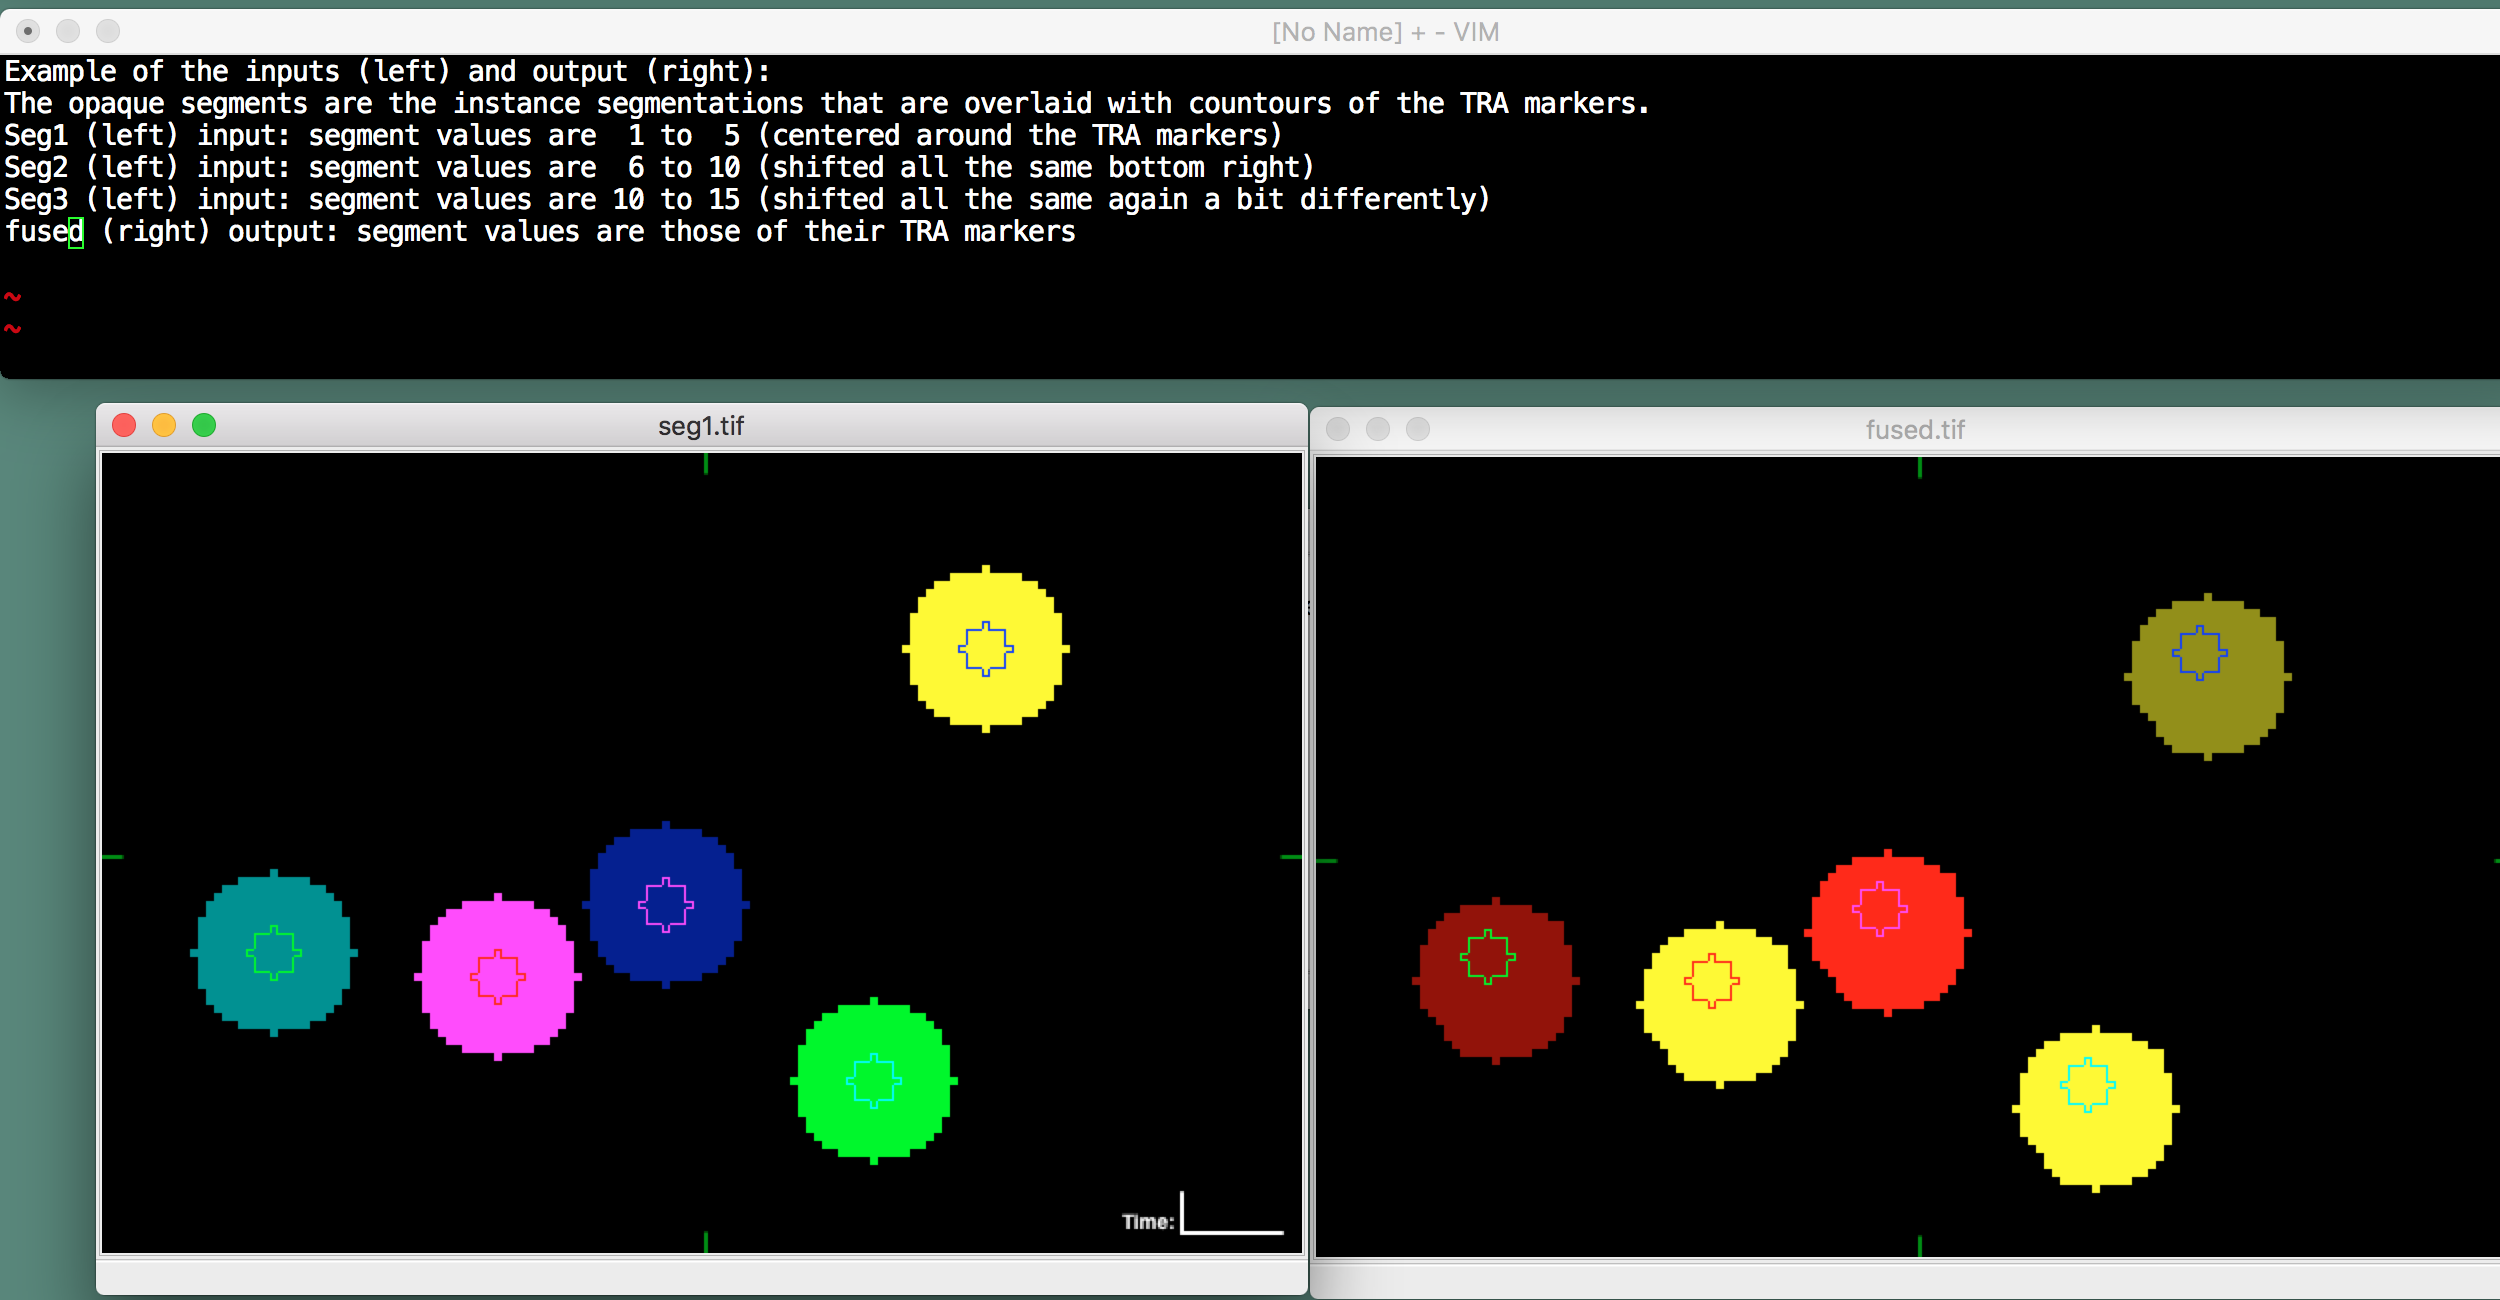 [No Name] + - VIM
Example of the inputs (left) and output (right):
The opaque segments are the instance segmentations that are overlaid with countours of the TRA markers.
Seg1 (left) input: segment values are  1 to  5 (centered around the TRA markers)
Seg2 (left) input: segment values are  6 to 10 (shifted all the same bottom right)
Seg3 (left) input: segment values are 10 to 15 (shifted all the same again a bit differently)
fused (right) output: segment values are those of their TRA markers
~
~
seg1.tif
fused.tif
Time: